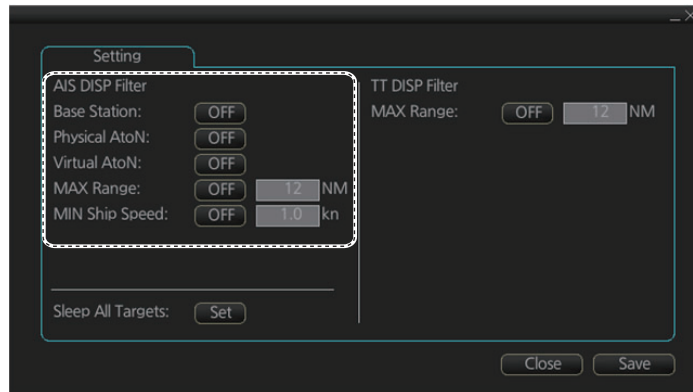 Setting
AIS DISP Filter
Base Station: OFF
Physical AtoN: OFF
Virtual AtoN: OFF
MAX Range: OFF 12 NM
MIN Ship Speed: OFF 1.0 kn
Sleep All Targets: Set
TT DISP Filter
MAX Range: OFF 12 NM
Close Save